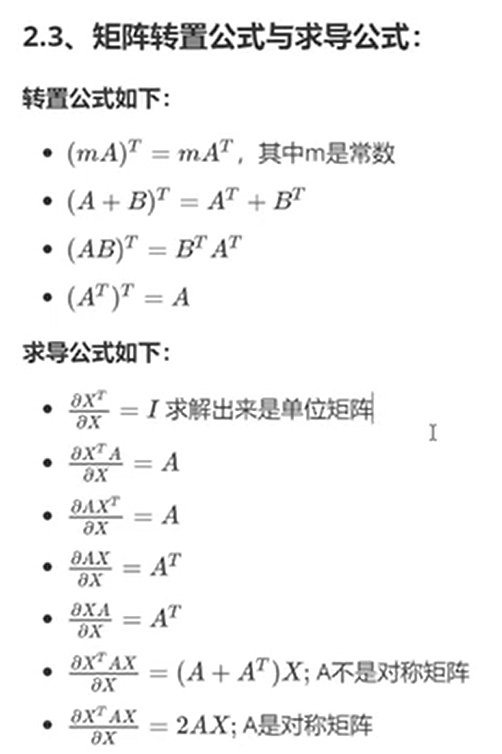 2.3、矩阵转置公式与求导公式：
转置公式如下：
• $(mA)^T = mA^T$，其中m是常数
• $(A + B)^T = A^T + B^T$
• $(AB)^T = B^T A^T$
• $(A^T)^T = A$
求导公式如下：
• $\frac{\partial X^T}{\partial X} = I$ 求解出来是单位矩阵
• $\frac{\partial X^T A}{\partial X} = A$
• $\frac{\partial A X^T}{\partial X} = A$
• $\frac{\partial A X}{\partial X} = A^T$
• $\frac{\partial X A}{\partial X} = A^T$
• $\frac{\partial X^T A X}{\partial X} = (A + A^T)X$; A不是对称矩阵
• $\frac{\partial X^T A X}{\partial X} = 2AX$; A是对称矩阵